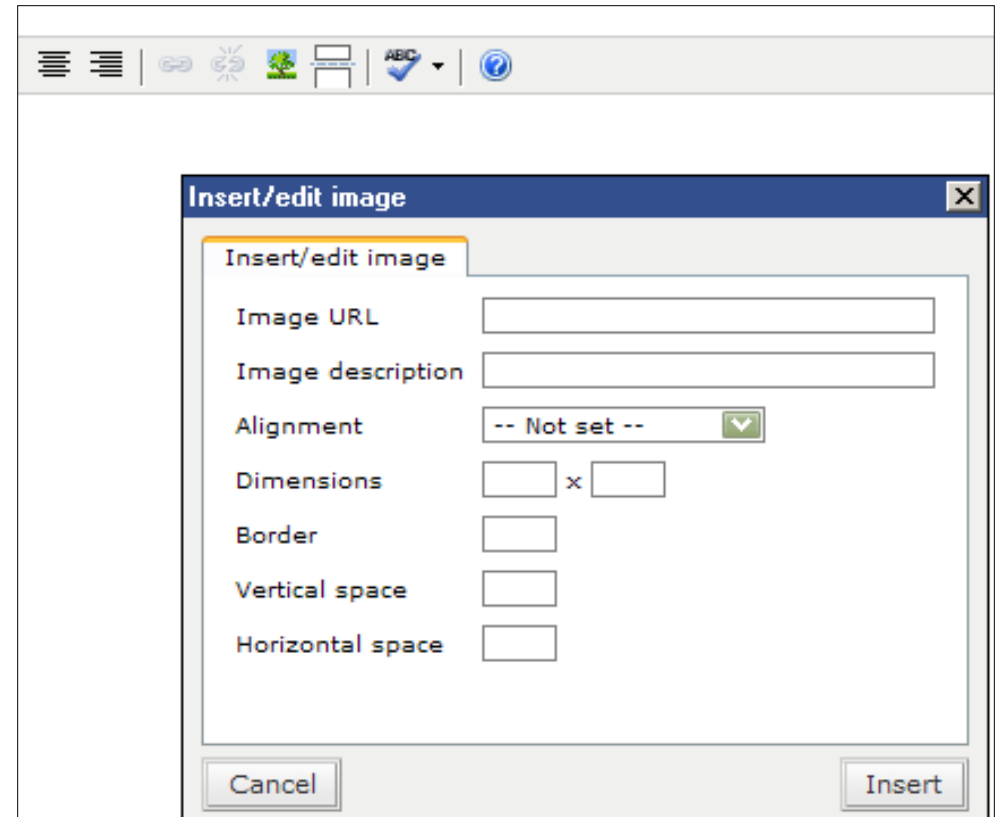 ABC
Insert/edit image
Insert/edit image
Image URL
Image description
Alignment -- Not set --
Dimensions x
Border
Vertical space
Horizontal space
Cancel Insert